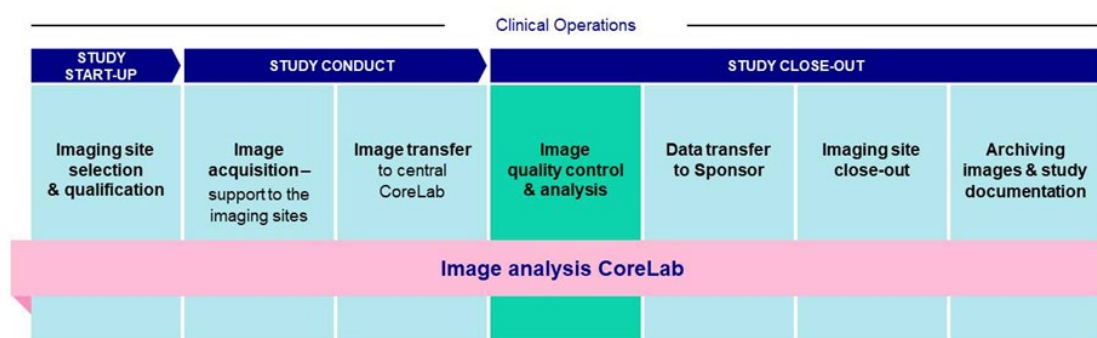 Clinical Operations
STUDY
START-UP
STUDY CONDUCT
STUDY CLOSE-OUT
Imaging site
selection
& qualification
Image
acquisition–
support to the
imaging sites
Image transfer
to central
CoreLab
Image
quality control
& analysis
Data transfer
to Sponsor
Imaging site
close-out
Archiving
images & study
documentation
Image analysis CoreLab